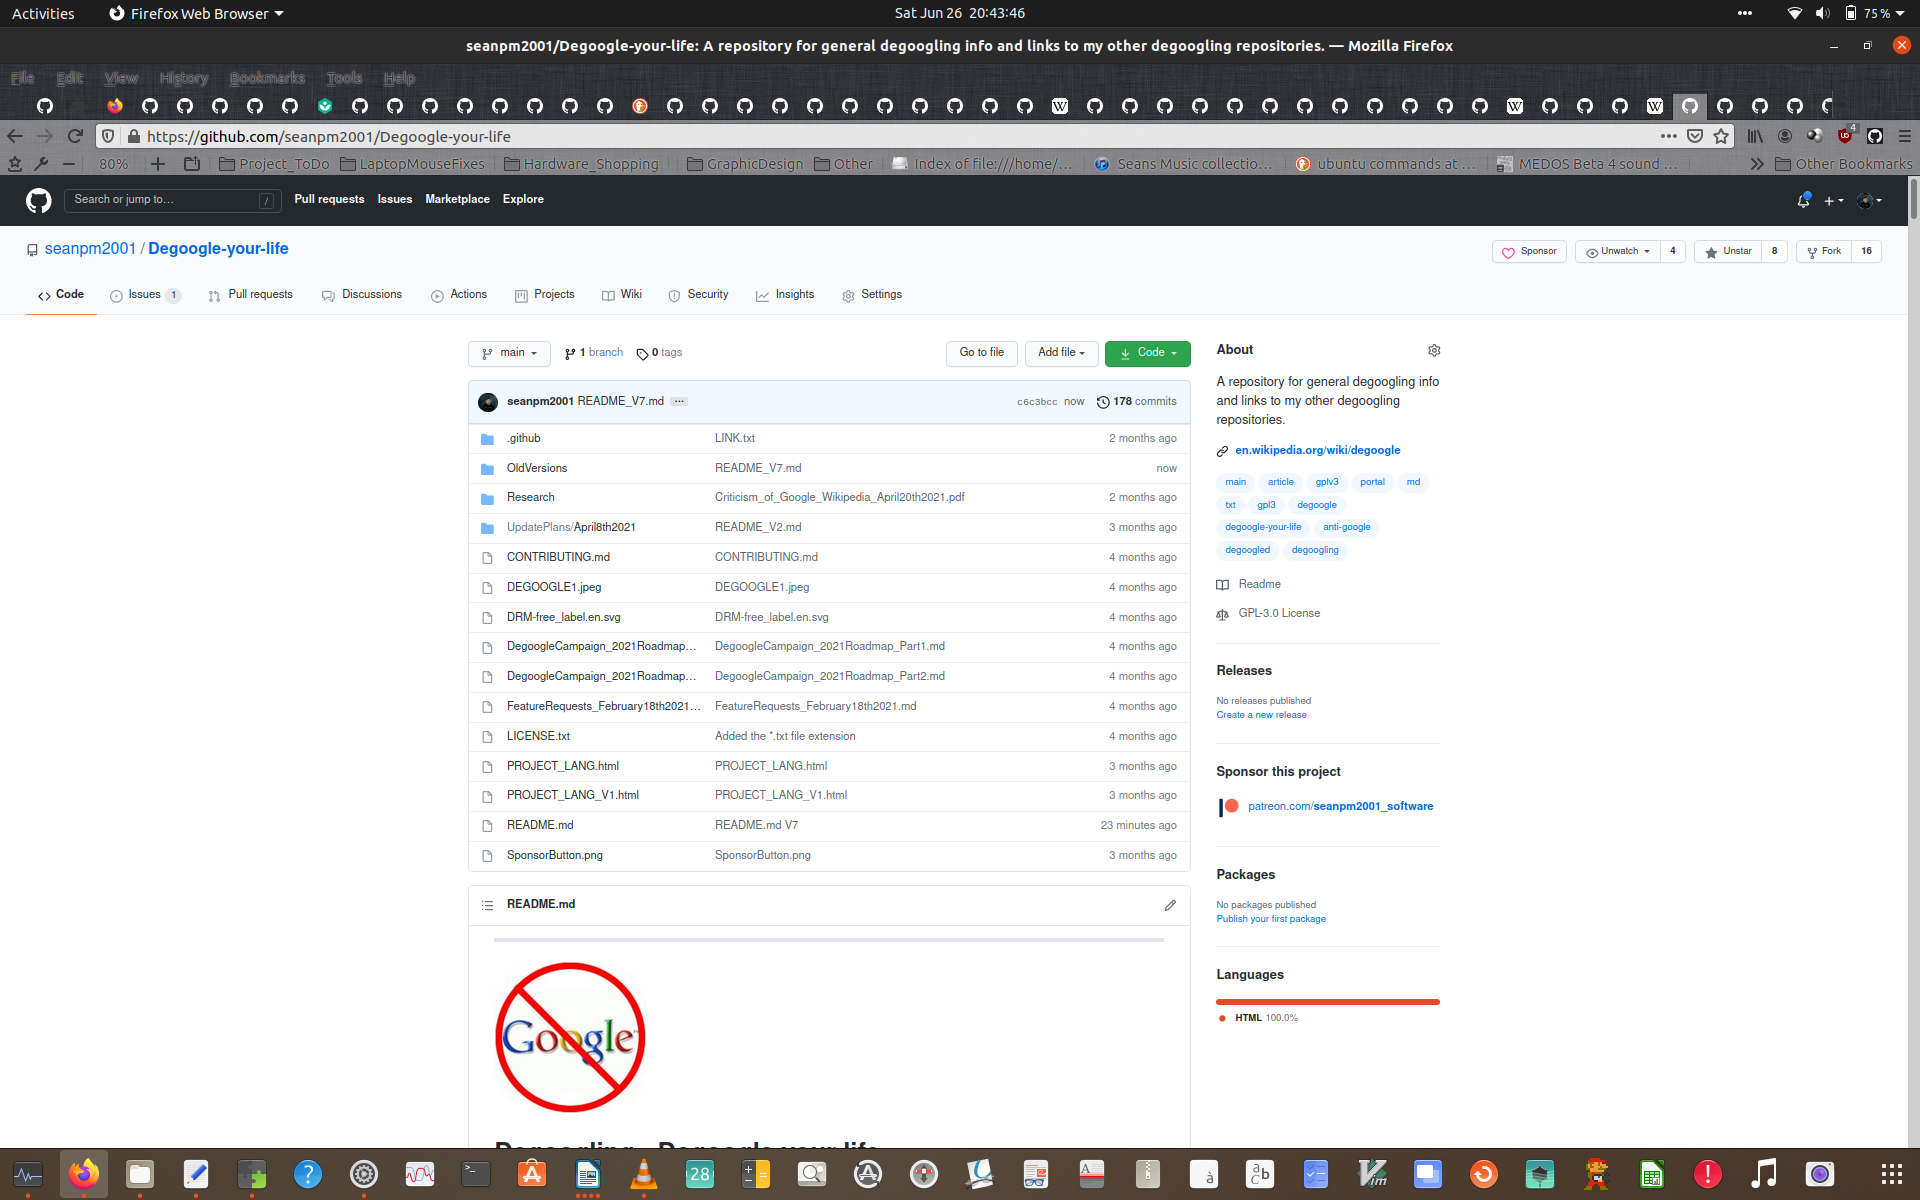 Activities Firefox Web Browser Sat Jun 26 20:43:46 75 %
seanpm2001/Degoogle-your-life: A repository for general degoogling info and links to my other degoogling repositories. — Mozilla Firefox
File Edit View History Bookmarks Tools Help
https://github.com/seanpm2001/Degoogle-your-life 4
80% Project_ToDo LaptopMouseFixes Hardware_Shopping GraphicDesign Other Index of file:///home/... Seans Music collectio... ubuntu commands at ... MEDOS Beta 4 sound ... Other Bookmarks
Search or jump to... / Pull requests Issues Marketplace Explore
seanpm2001 / Degoogle-your-life Sponsor Unwatch 4 Unstar 8 Fork 16
Code Issues 1 Pull requests Discussions Actions Projects Wiki Security Insights Settings
main 1 branch 0 tags Go to file Add file Code
seanpm2001 README_V7.md ... c6c3bcc now 178 commits
.github LINK.txt 2 months ago
OldVersions README_V7.md now
Research Criticism_of_Google_Wikipedia_April20th2021.pdf 2 months ago
UpdatePlans/April8th2021 README_V2.md 3 months ago
CONTRIBUTING.md CONTRIBUTING.md 4 months ago
DEGOOGLE1.jpeg DEGOOGLE1.jpeg 4 months ago
DRM-free_label.en.svg DRM-free_label.en.svg 4 months ago
DegoogleCampaign_2021Roadmap... DegoogleCampaign_2021Roadmap_Part1.md 4 months ago
DegoogleCampaign_2021Roadmap... DegoogleCampaign_2021Roadmap_Part2.md 4 months ago
FeatureRequests_February18th2021... FeatureRequests_February18th2021.md 4 months ago
LICENSE.txt Added the *.txt file extension 4 months ago
PROJECT_LANG.html PROJECT_LANG.html 3 months ago
PROJECT_LANG_V1.html PROJECT_LANG_V1.html 3 months ago
README.md README.md V7 23 minutes ago
SponsorButton.png SponsorButton.png 3 months ago
README.md
Google
Degoogling - Degoogle your life
About
A repository for general degoogling info
and links to my other degoogling
repositories.
en.wikipedia.org/wiki/degoogle
main article gplv3 portal md
txt gpl3 degoogle
degoogle-your-life anti-google
degoogled degoogling
Readme
GPL-3.0 License
Releases
No releases published
Create a new release
Sponsor this project
patreon.com/seanpm2001_software
Packages
No packages published
Publish your first package
Languages
HTML 100.0%
28